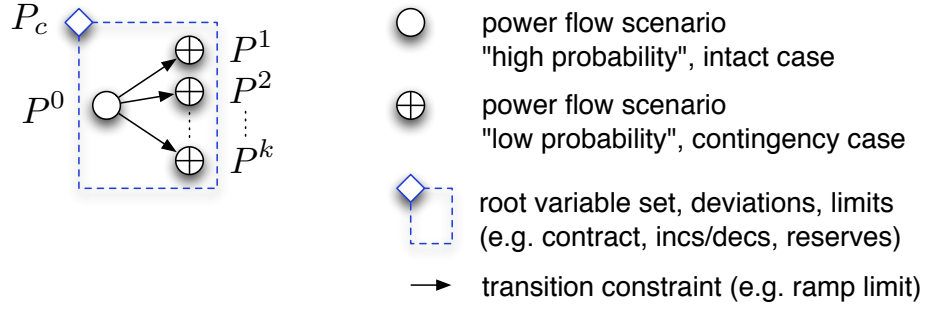 P_c
P^1
P^0
P^2
P^k
power flow scenario
"high probability", intact case
power flow scenario
"low probability", contingency case
root variable set, deviations, limits
(e.g. contract, incs/decs, reserves)
transition constraint (e.g. ramp limit)